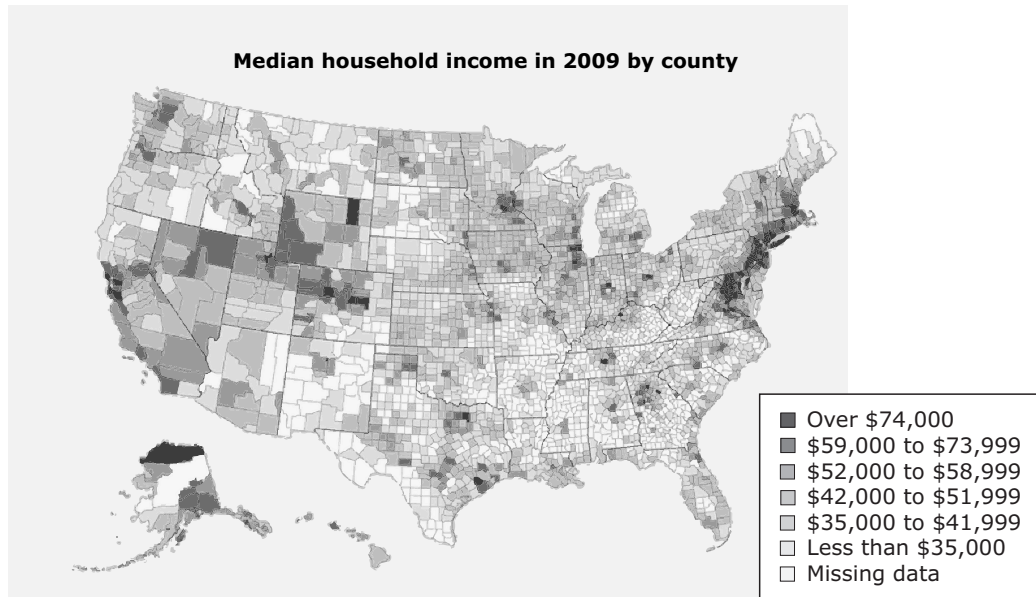 Median household income in 2009 by county
Over $74,000
$59,000 to $73,999
$52,000 to $58,999
$42,000 to $51,999
$35,000 to $41,999
Less than $35,000
Missing data